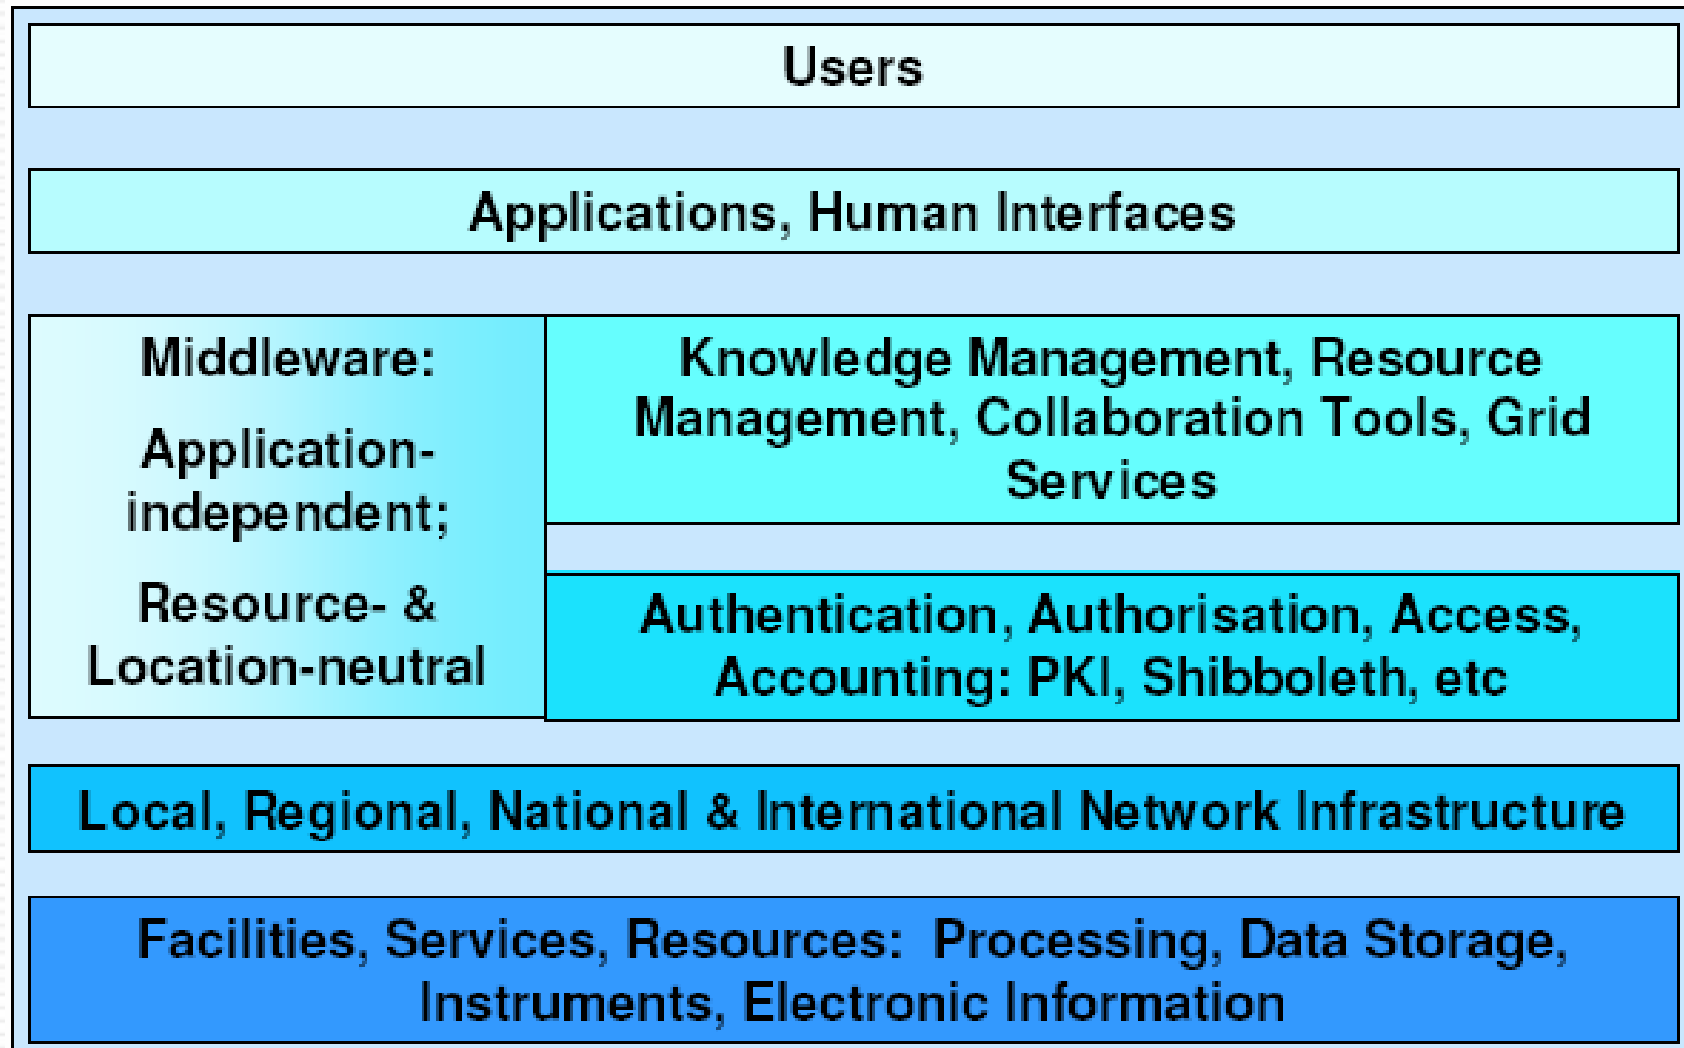 Users
Applications, Human Interfaces
Middleware:
Application-
independent;
Resource- &
Location-neutral
Knowledge Management, Resource
Management, Collaboration Tools, Grid
Services
Authentication, Authorisation, Access,
Accounting: PKI, Shibboleth, etc
Local, Regional, National & International Network Infrastructure
Facilities, Services, Resources: Processing, Data Storage,
Instruments, Electronic Information